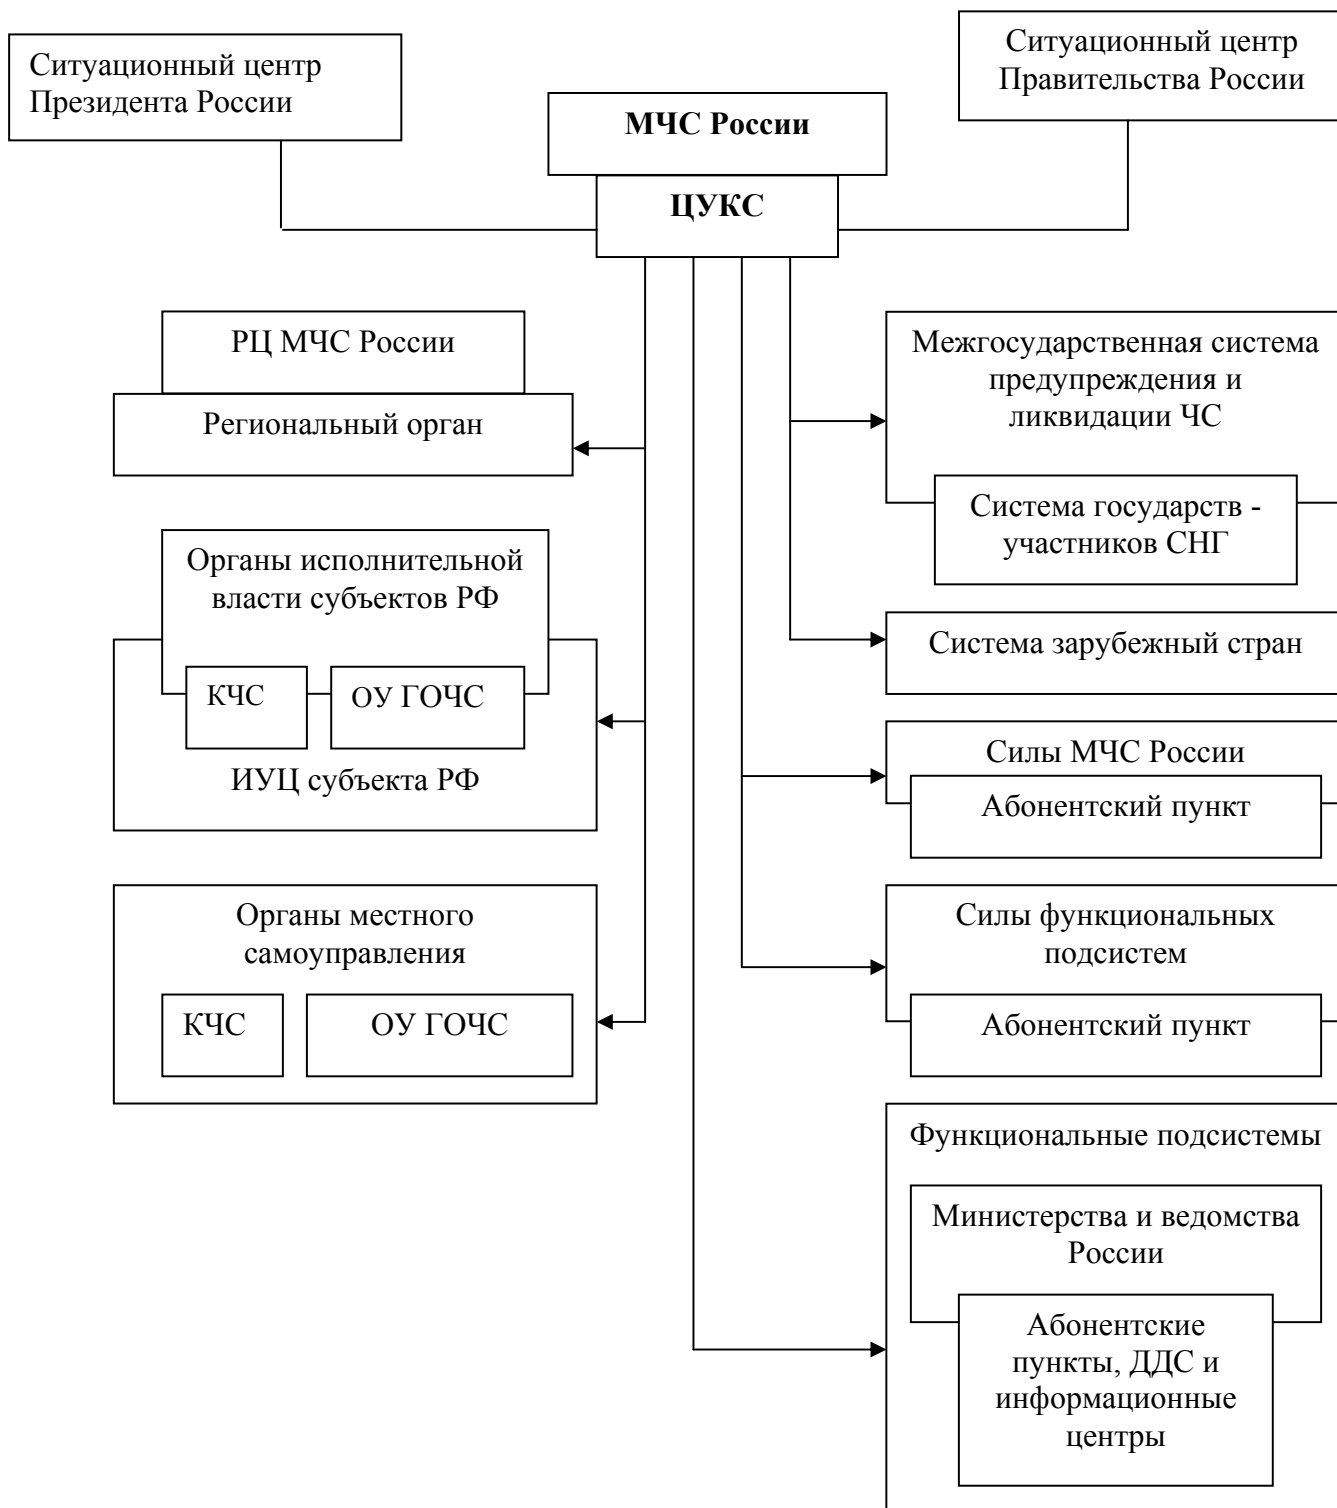 Ситуационный центр
Президента России
Ситуационный центр
Правительства России
МЧС России
ЦУКС
РЦ МЧС России
Региональный орган
Органы исполнительной
власти субъектов РФ
КЧС
ОУ ГОЧС
ИУЦ субъекта РФ
Органы местного
самоуправления
КЧС
ОУ ГОЧС
Межгосударственная система
предупреждения и
ликвидации ЧС
Система государств -
участников СНГ
Система зарубежный стран
Силы МЧС России
Абонентский пункт
Силы функциональных
подсистем
Абонентский пункт
Функциональные подсистемы
Министерства и ведомства
России
Абонентские
пункты, ДДС и
информационные
центры